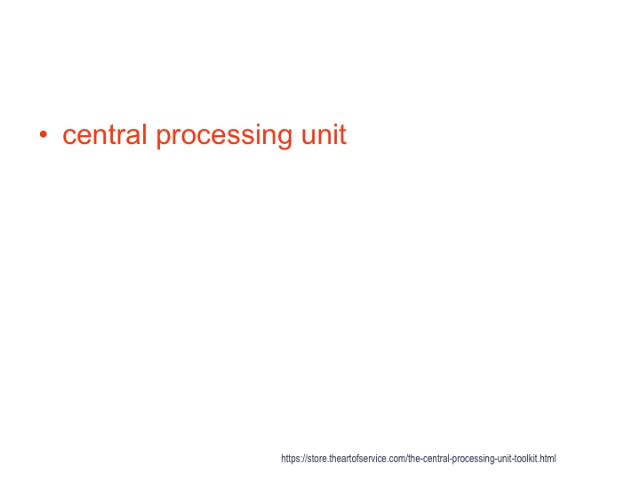 • central processing unit
https://store.theartofservice.com/the-central-processing-unit-toolkit.html